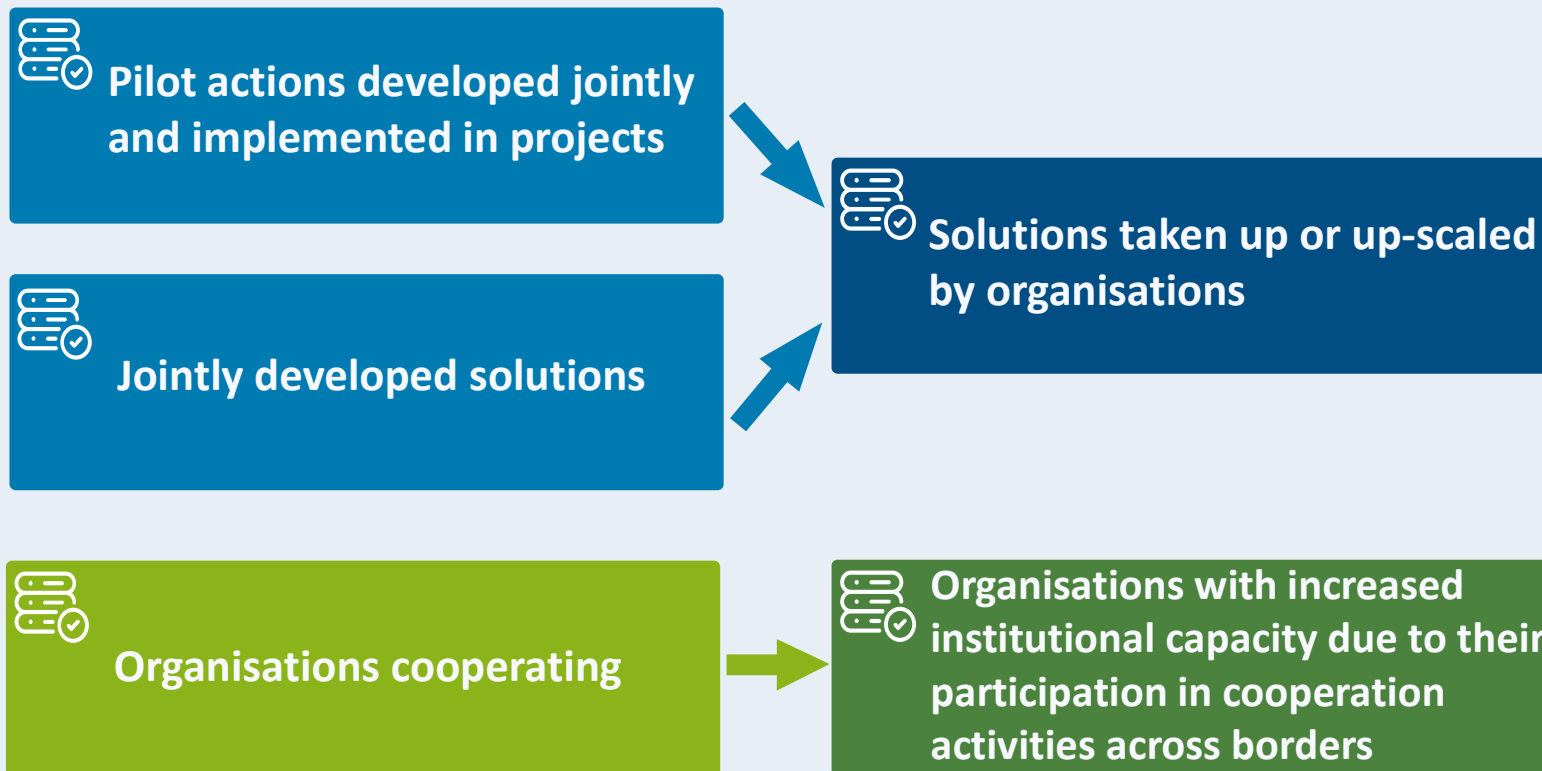 Pilot actions developed jointly
and implemented in projects
Solutions taken up or up-scaled
by organisations
Jointly developed solutions
Organisations cooperating
Organisations with increased
institutional capacity due to their
participation in cooperation
activities across borders